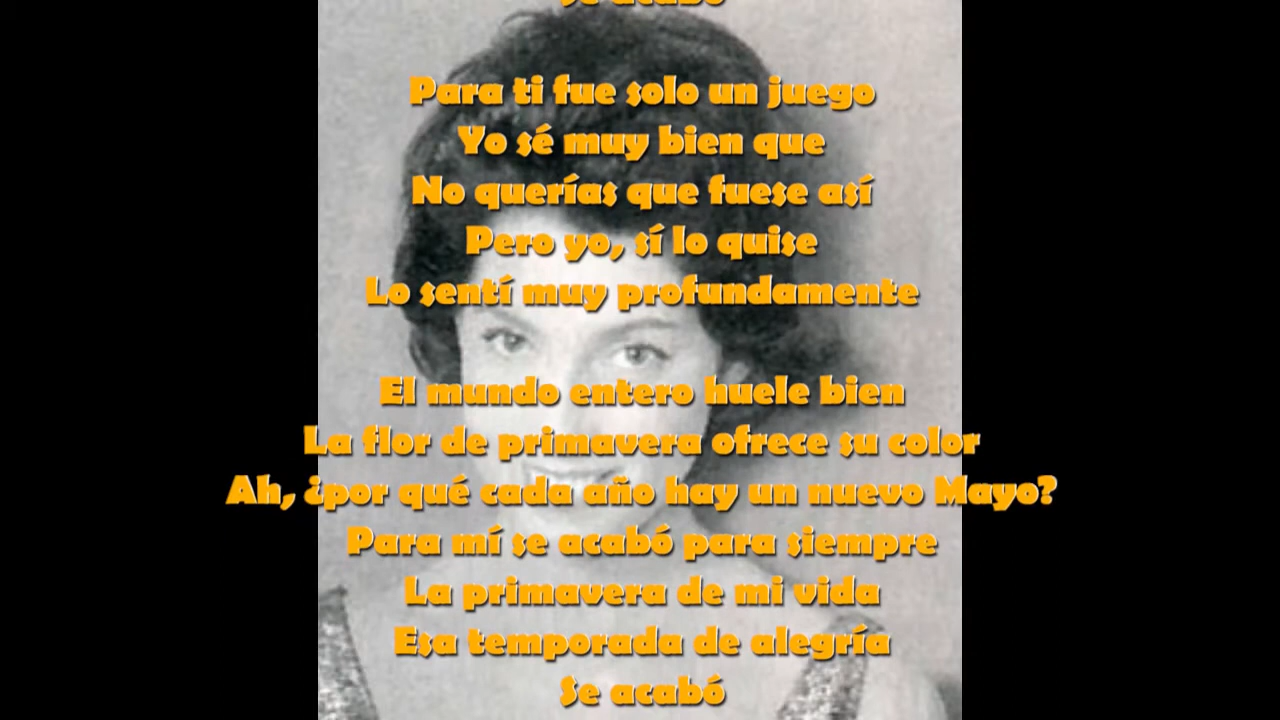 Se acabó
Para ti fue solo un juego
Yo sé muy bien que
No querías que fuese así
Pero yo, sí lo quise
Lo sentí muy profundamente
El mundo entero huele bien
La flor de primavera ofrece su color
Ah, ¿por qué cada año hay un nuevo Mayo?
Para mí se acabó para siempre
La primavera de mi vida
Esa temporada de alegría
Se acabó